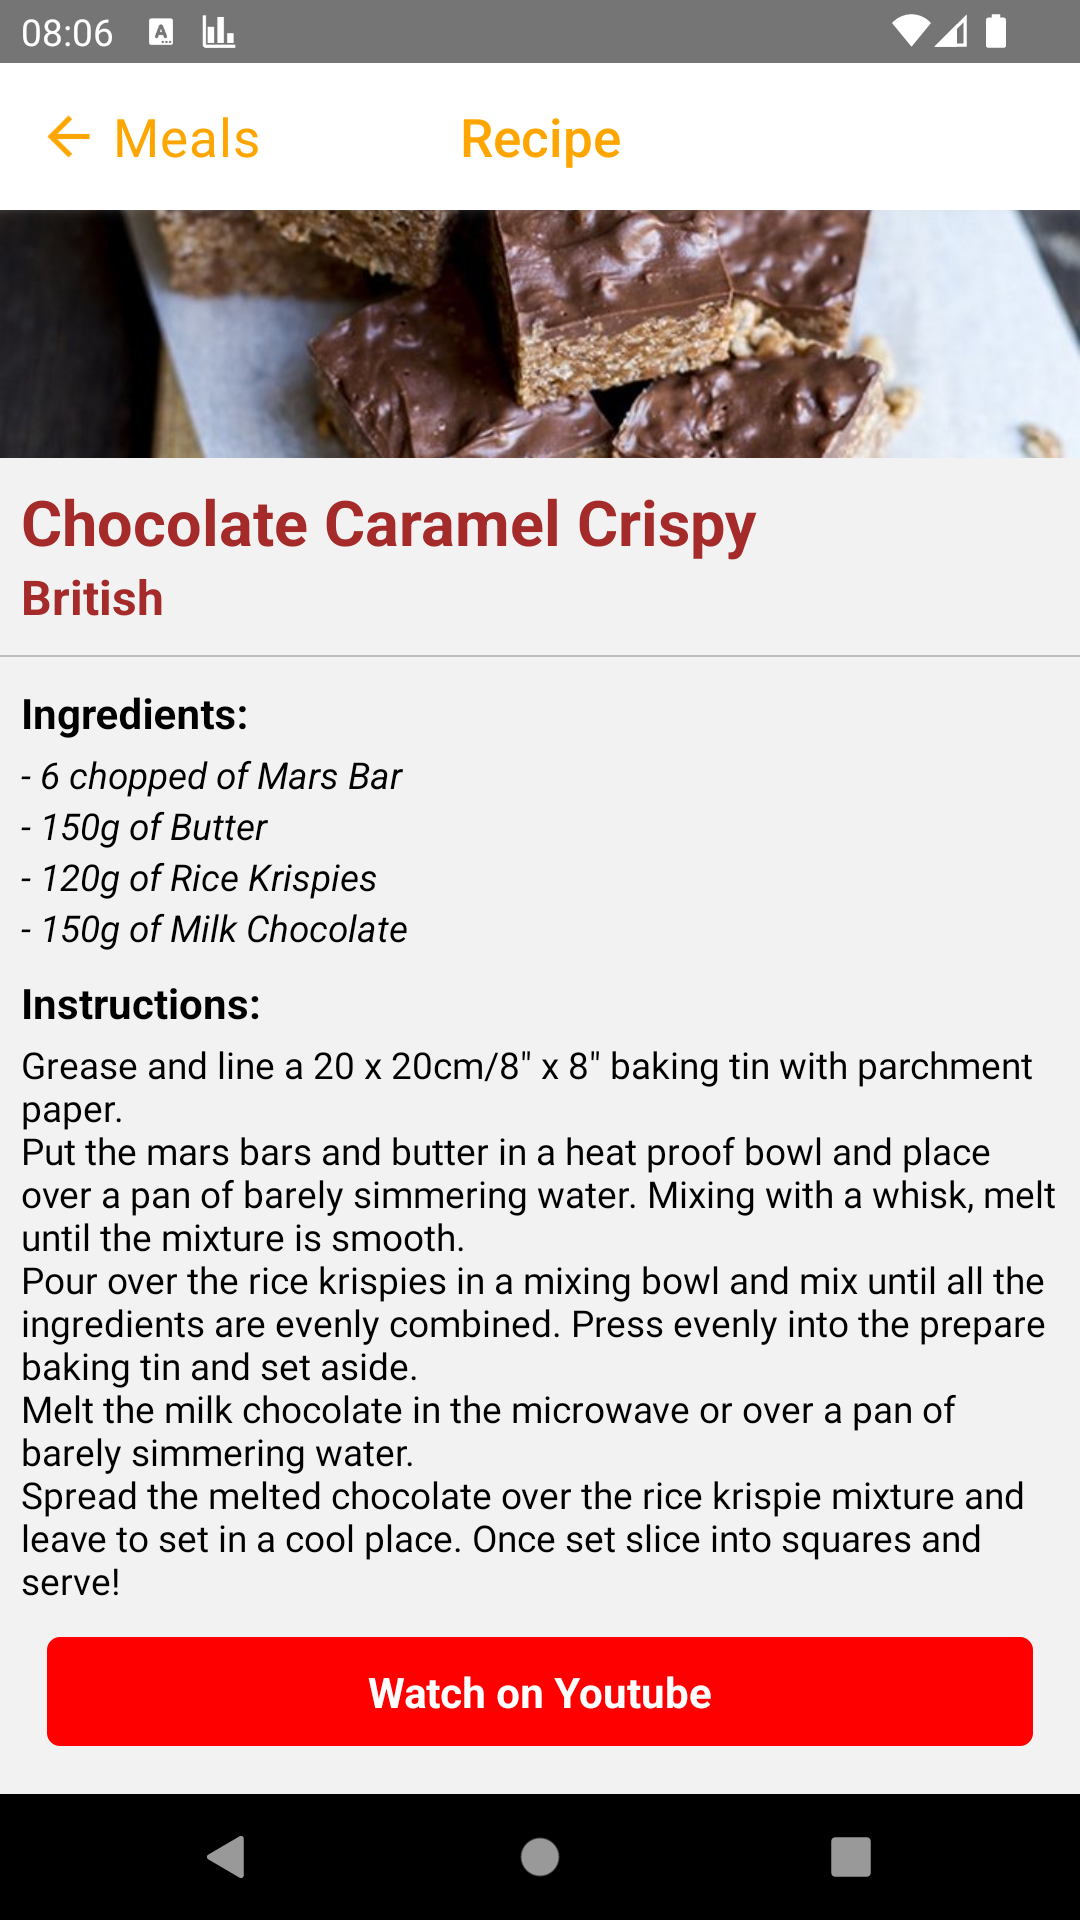 08:06
Meals
Recipe
Chocolate Caramel Crispy
British
Ingredients:
- 6 chopped of Mars Bar
- 150g of Butter
- 120g of Rice Krispies
- 150g of Milk Chocolate
Instructions:
Grease and line a 20 x 20cm/8" x 8" baking tin with parchment
paper.
Put the mars bars and butter in a heat proof bowl and place
over a pan of barely simmering water. Mixing with a whisk, melt
until the mixture is smooth.
Pour over the rice krispies in a mixing bowl and mix until all the
ingredients are evenly combined. Press evenly into the prepare
baking tin and set aside.
Melt the milk chocolate in the microwave or over a pan of
barely simmering water.
Spread the melted chocolate over the rice krispie mixture and
leave to set in a cool place. Once set slice into squares and
serve!
Watch on Youtube